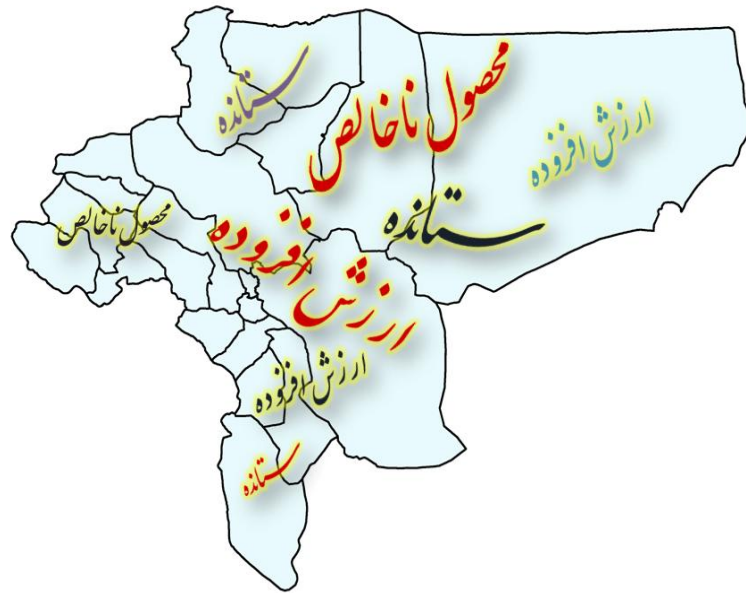 ستانده
محصول ناخالص
ارزش افزوده
محصول ناخالص
ستانده
ارزش افزوده
ارزش افزوده
ستانده